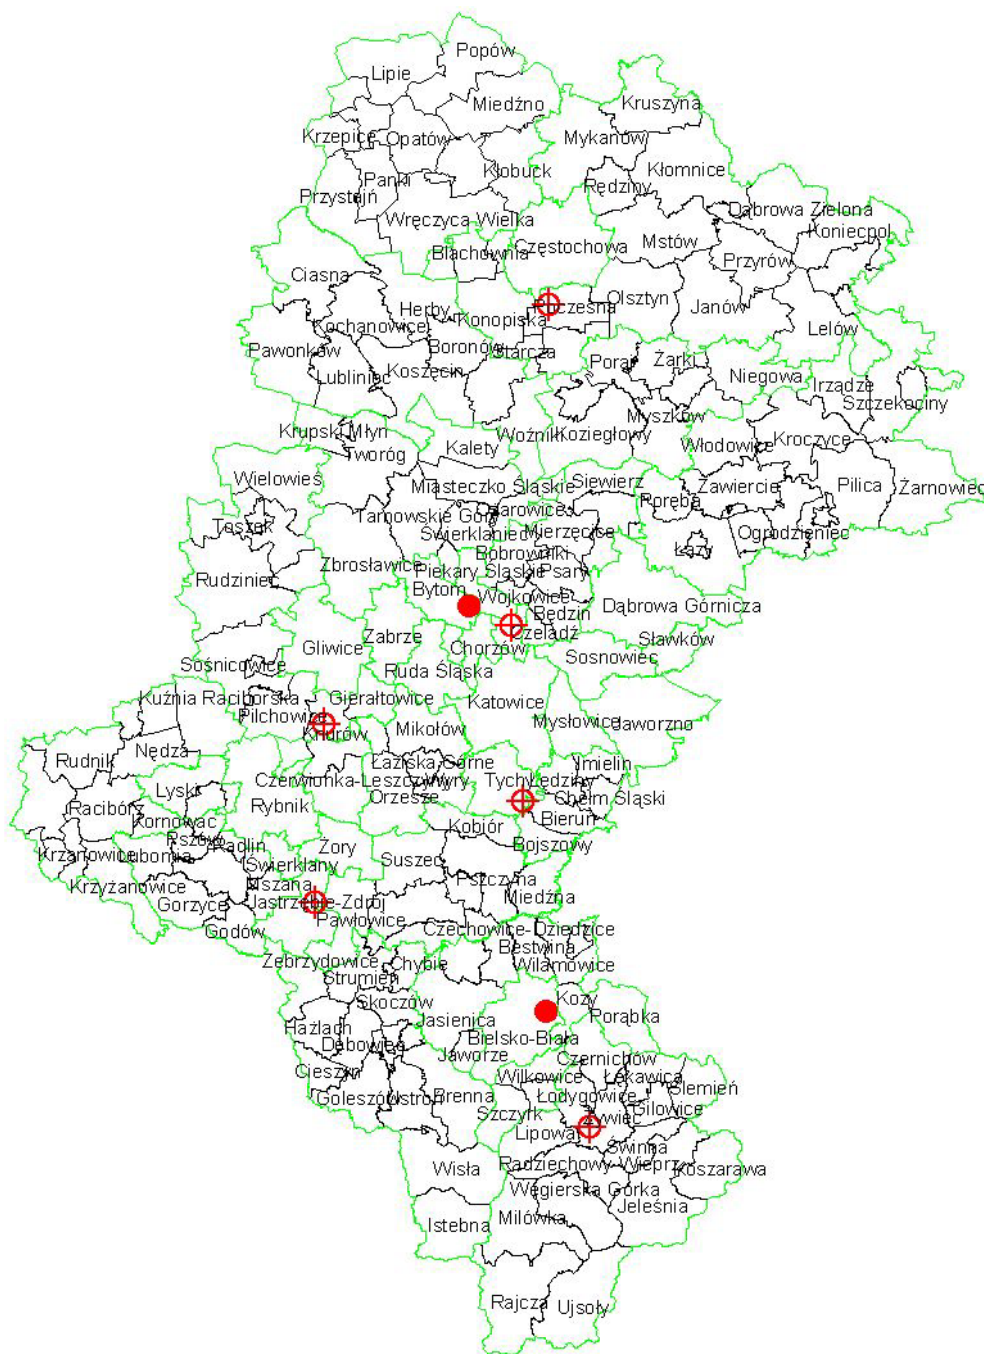 Popów
Lipie
Miedźno
Kruszyna
Krzepice
Opatów
Mykanów
Kłobuck
Kłomnice
Panki
Rędziny
Przystajń
Dąbrowa Zielona
Wręczyca Wielka
Koniecpol
Mstów
Częstochowa
Blachownia
Przyrów
Ciasna
Olsztyn
Janów
Herby
Poczesna
Konopiska
Kochanowice
Lelów
Boronów
Starcza
Pawonków
Poraj
Żarki
Koszęcin
Lubliniec
Niegowa
Irządze
Szczekociny
Myszków
Krupski Młyn
Woźniki
Koziegłowy
Kroczyce
Włodowice
Kalety
Tworóg
Wielowieś
Siewierz
Zawiercie
Pilica
Żarnowiec
Miasteczko Śląskie
Poręba
Ożarowice
Tarnowskie Góry
Toszek
Mierzęcice
Świerklaniec
Ogrodzieniec
Bobrowniki
Łazy
Zbrosławice
Piekary Śląskie
Psary
Rudziniec
Bytom
Wojkowice
Dąbrowa Górnicza
Będzin
Zabrze
Czeladź
Sławków
Gliwice
Chorzów
Sosnowiec
Sośnicowice
Ruda Śląska
Kuźnia Raciborska
Gierałtowice
Katowice
Pilchowice
Mysłowice
Jaworzno
Knurów
Mikołów
Nędza
Rudnik
Łaziska Górne
Imielin
Czerwionka-Leszczyny
Wyry
Tychy
Lędziny
Lyski
Orzesze
Chełm Śląski
Racibórz
Rybnik
Bieruń
Kornowac
Kobiór
Pszów
Radlin
Żory
Bojszowy
Krzanowice
Lubomia
Świerklany
Suszec
Krzyżanowice
Mszana
Pszczyna
Gorzyce
Jastrzębie-Zdrój
Miedźna
Godów
Pawłowice
Czechowice-Dziedzice
Bestwina
Zebrzydowice
Chybie
Wilamowice
Strumień
Skoczów
Kozy
Porąbka
Jasienica
Hażlach
Bielsko-Biała
Dębowiec
Jaworze
Czernichów
Cieszyn
Wilkowice
Łękawica
Ślemień
Goleszów
Ustroń
Brenna
Łodygowice
Gilowice
Szczyrk
Żywiec
Lipowa
Świnna
Wisła
Radziechowy-Wieprz
Koszarawa
Węgierska Górka
Jeleśnia
Istebna
Milówka
Rajcza
Ujsoły